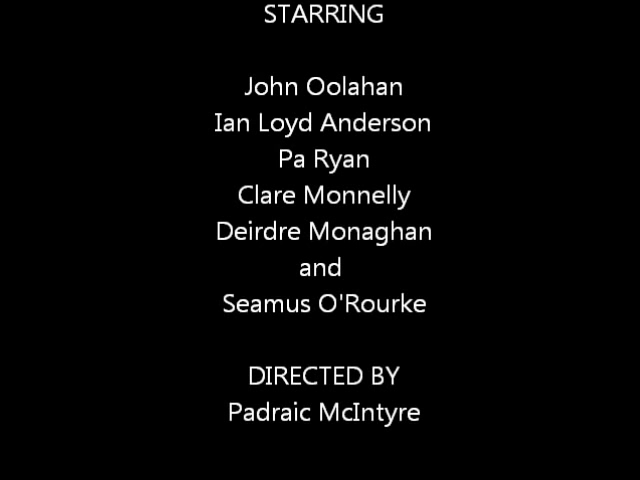 STARRING
John Oolahan
Ian Loyd Anderson
Pa Ryan
Clare Monnelly
Deirdre Monaghan
and
Seamus O'Rourke
DIRECTED BY
Padraic McIntyre